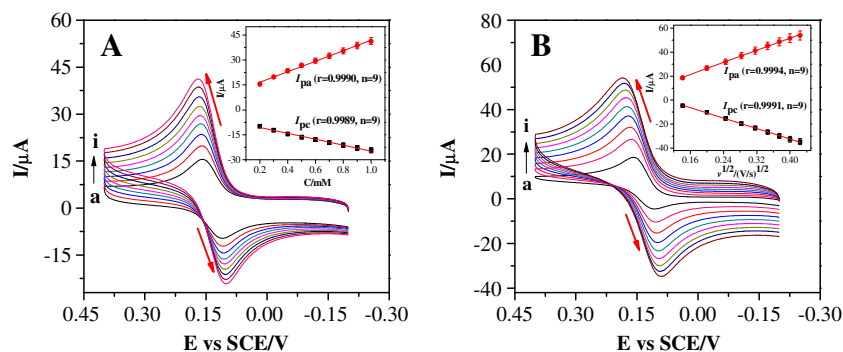 A
60
45
30
15
0
-15
I/μA
0.45 0.30 0.15 0.00 -0.15 -0.30
E vs SCE/V
i
a
45
30
15
0
-15
-30
I/μA
0.2 0.4 0.6 0.8 1.0
C/mM
Ipa (r=0.9990, n=9)
Ipc (r=0.9989, n=9)
B
80
60
40
20
0
-20
-40
I/μA
0.45 0.30 0.15 0.00 -0.15 -0.30
E vs SCE/V
i
a
60
40
20
0
-20
-40
I/μA
0.16 0.24 0.32 0.40
v1/2/(V/s)1/2
Ipa (r=0.9994, n=9)
Ipc (r=0.9991, n=9)